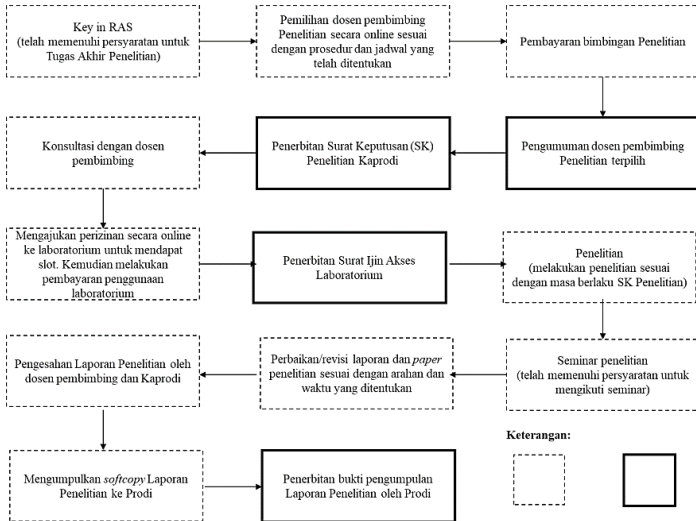 Key in RAS
(telah memenuhi persyaratan untuk
Tugas Akhir Penelitian)
Pemilihan dosen pembimbing
Penelitian secara online sesuai
dengan prosedur dan jadwal yang
telah ditentukan
Pembayaran bimbingan Penelitian
Pengumuman dosen pembimbing
Penelitian terpilih
Penerbitan Surat Keputusan (SK)
Penelitian Kaprodi
Konsultasi dengan dosen
pembimbing
Mengajukan perizinan secara online
ke laboratorium untuk mendapat
slot. Kemudian melakukan
pembayaran penggunaan
laboratorium
Penerbitan Surat Ijin Akses
Laboratorium
Penelitian
(melakukan penelitian sesuai
dengan masa berlaku SK Penelitian)
Seminar penelitian
(telah memenuhi persyaratan untuk
mengikuti seminar)
Perbaikan/revisi laporan dan paper
penelitian sesuai dengan arahan dan
waktu yang ditentukan
Pengesahan Laporan Penelitian oleh
dosen pembimbing dan Kaprodi
Mengumpulkan softcopy Laporan
Penelitian ke Prodi
Penerbitan bukti pengumpulan
Laporan Penelitian oleh Prodi
Keterangan: